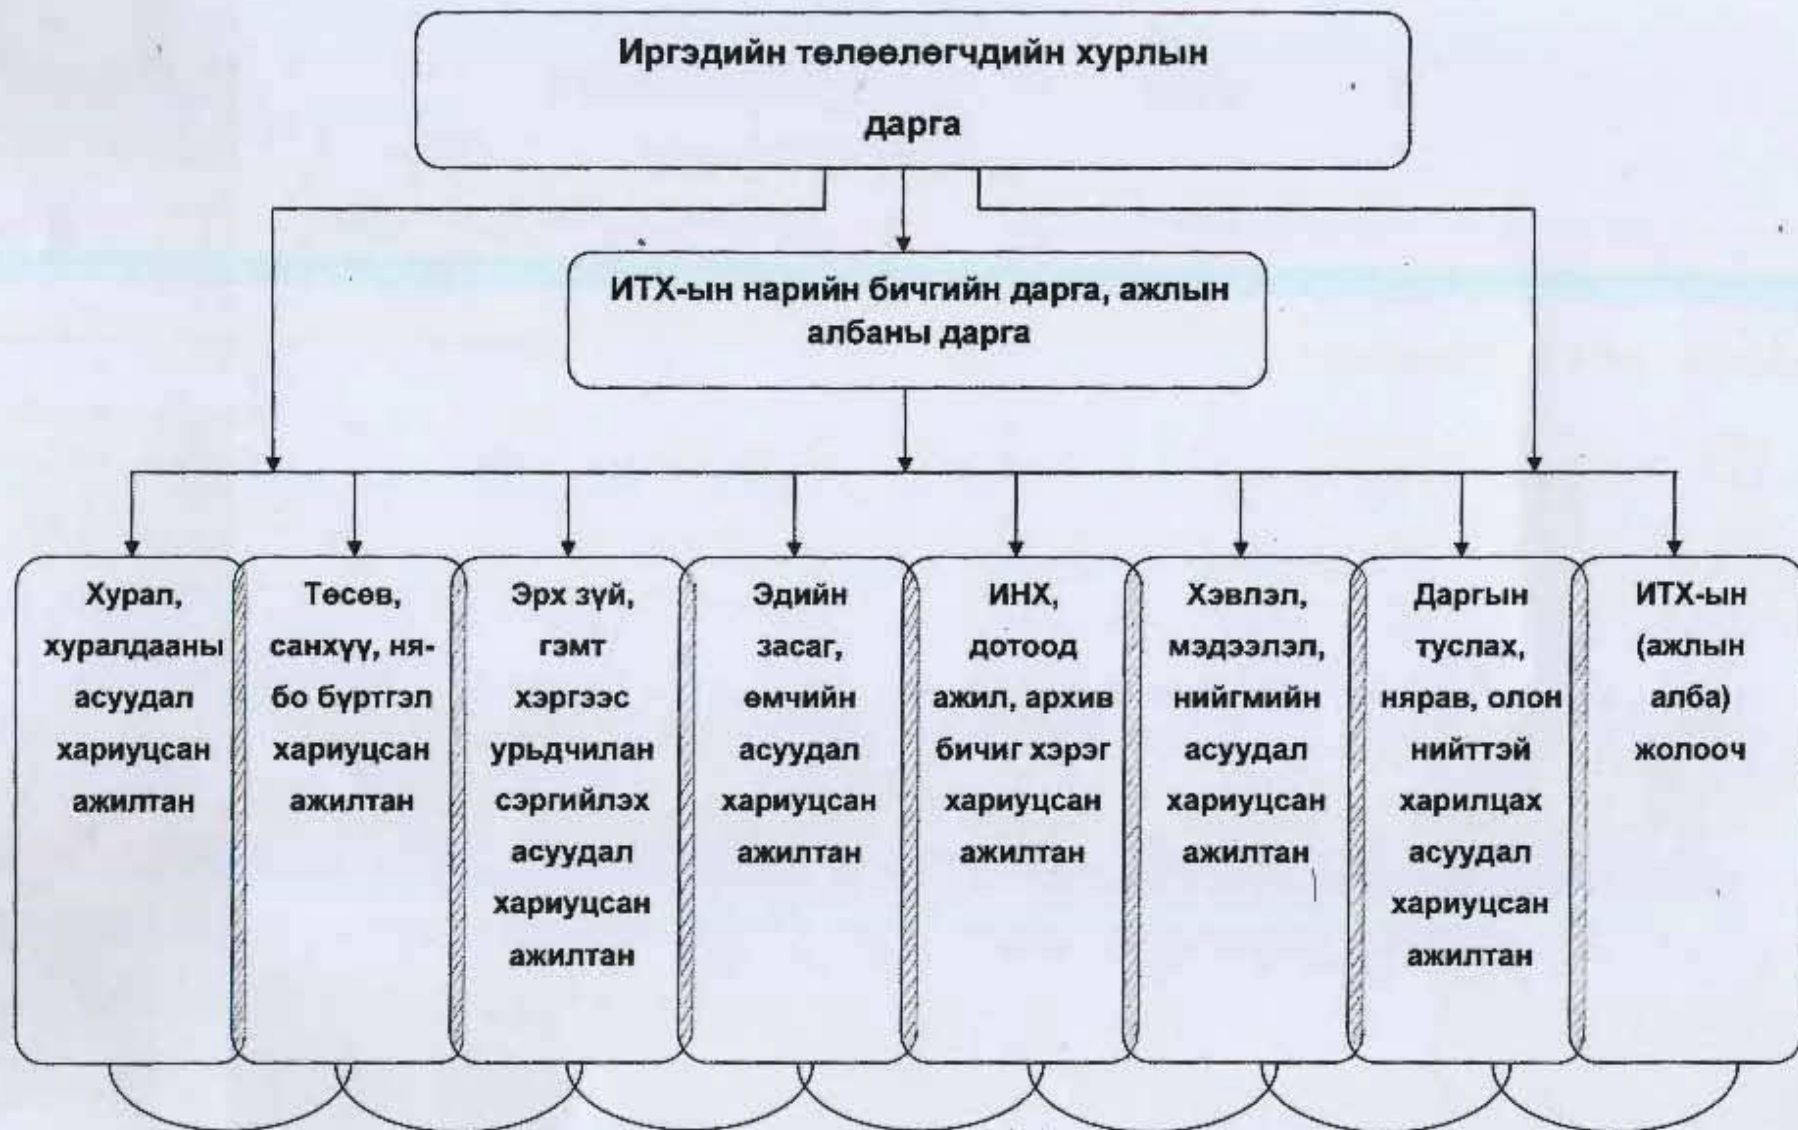 Иргэдийн төлөөлөгчдийн хурлын
дарга
ИТХ-ын нарийн бичгийн дарга, ажлын
албаны дарга
Хурал,
хуралдааны
асуудал
хариуцсан
ажилтан
Төсөв,
санхүү, ня-
бо бүртгэл
хариуцсан
ажилтан
Эрх зүй,
гэмт
хэргээс
урьдчилан
сэргийлэх
асуудал
хариуцсан
ажилтан
Эдийн
засаг,
өмчийн
асуудал
хариуцсан
ажилтан
ИНХ,
дотоод
ажил, архив
бичиг хэрэг
хариуцсан
ажилтан
Хэвлэл,
мэдээлэл,
нийгмийн
асуудал
хариуцсан
ажилтан
Даргын
туслах,
нярав, олон
нийттэй
харилцах
асуудал
хариуцсан
ажилтан
ИТХ-ын
(ажлын
алба)
жолооч